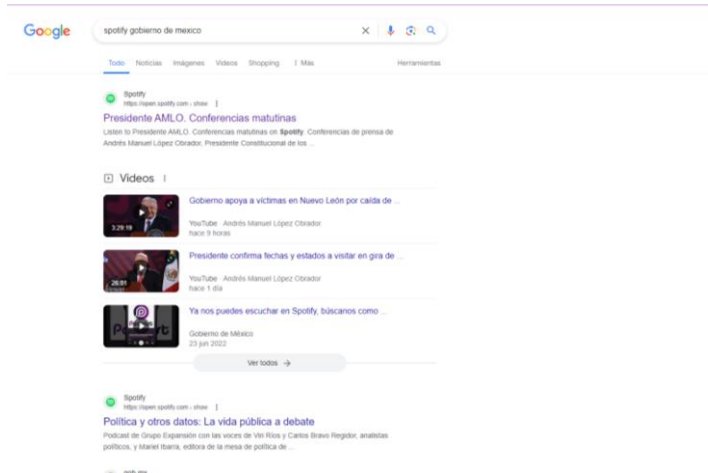 Google
spotify gobierno de mexico
Todo Noticias Imágenes Videos Shopping Más Herramientas
Spotify
https://open.spotify.com › show
Presidente AMLO. Conferencias matutinas
Listen to Presidente AMLO. Conferencias matutinas on Spotify. Conferencias de prensa de
Andrés Manuel López Obrador, Presidente Constitucional de los ...
Videos
3:29:19
Gobierno apoya a víctimas en Nuevo León por caída de ...
YouTube · Andrés Manuel López Obrador
hace 9 horas
26:51
Presidente confirma fechas y estados a visitar en gira de ...
YouTube · Andrés Manuel López Obrador
hace 1 día
Ya nos puedes escuchar en Spotify, búscanos como ...
Gobierno de México
23 jun 2022
Ver todos →
Spotify
https://open.spotify.com › show
Política y otros datos: La vida pública a debate
Podcast de Grupo Expansión con las voces de Viri Ríos y Carlos Bravo Regidor, analistas
políticos, y Mariel Ibarra, editora de la mesa de política de ...